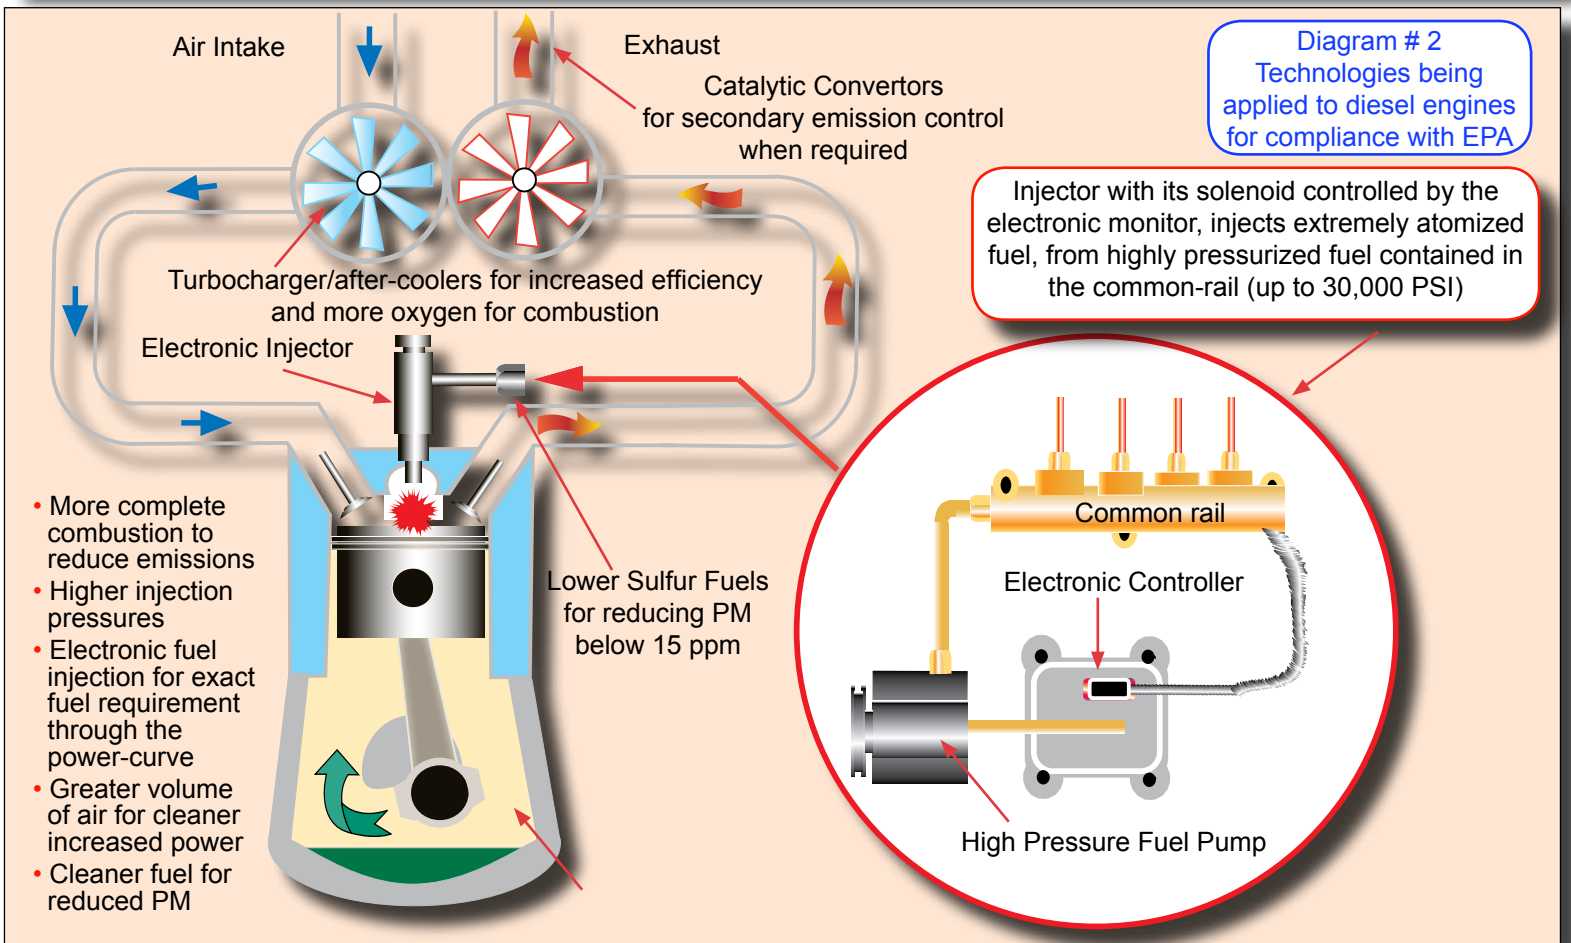 Air Intake
Exhaust
Catalytic Convertors
for secondary emission control
when required
Diagram # 2
Technologies being
applied to diesel engines
for compliance with EPA
Injector with its solenoid controlled by the
electronic monitor, injects extremely atomized
fuel, from highly pressurized fuel contained in
the common-rail (up to 30,000 PSI)
Turbocharger/after-coolers for increased efficiency
and more oxygen for combustion
Electronic Injector
• More complete
combustion to
reduce emissions
• Higher injection
pressures
• Electronic fuel
injection for exact
fuel requirement
through the
power-curve
• Greater volume
of air for cleaner
increased power
• Cleaner fuel for
reduced PM
Lower Sulfur Fuels
for reducing PM
below 15 ppm
Common rail
Electronic Controller
High Pressure Fuel Pump